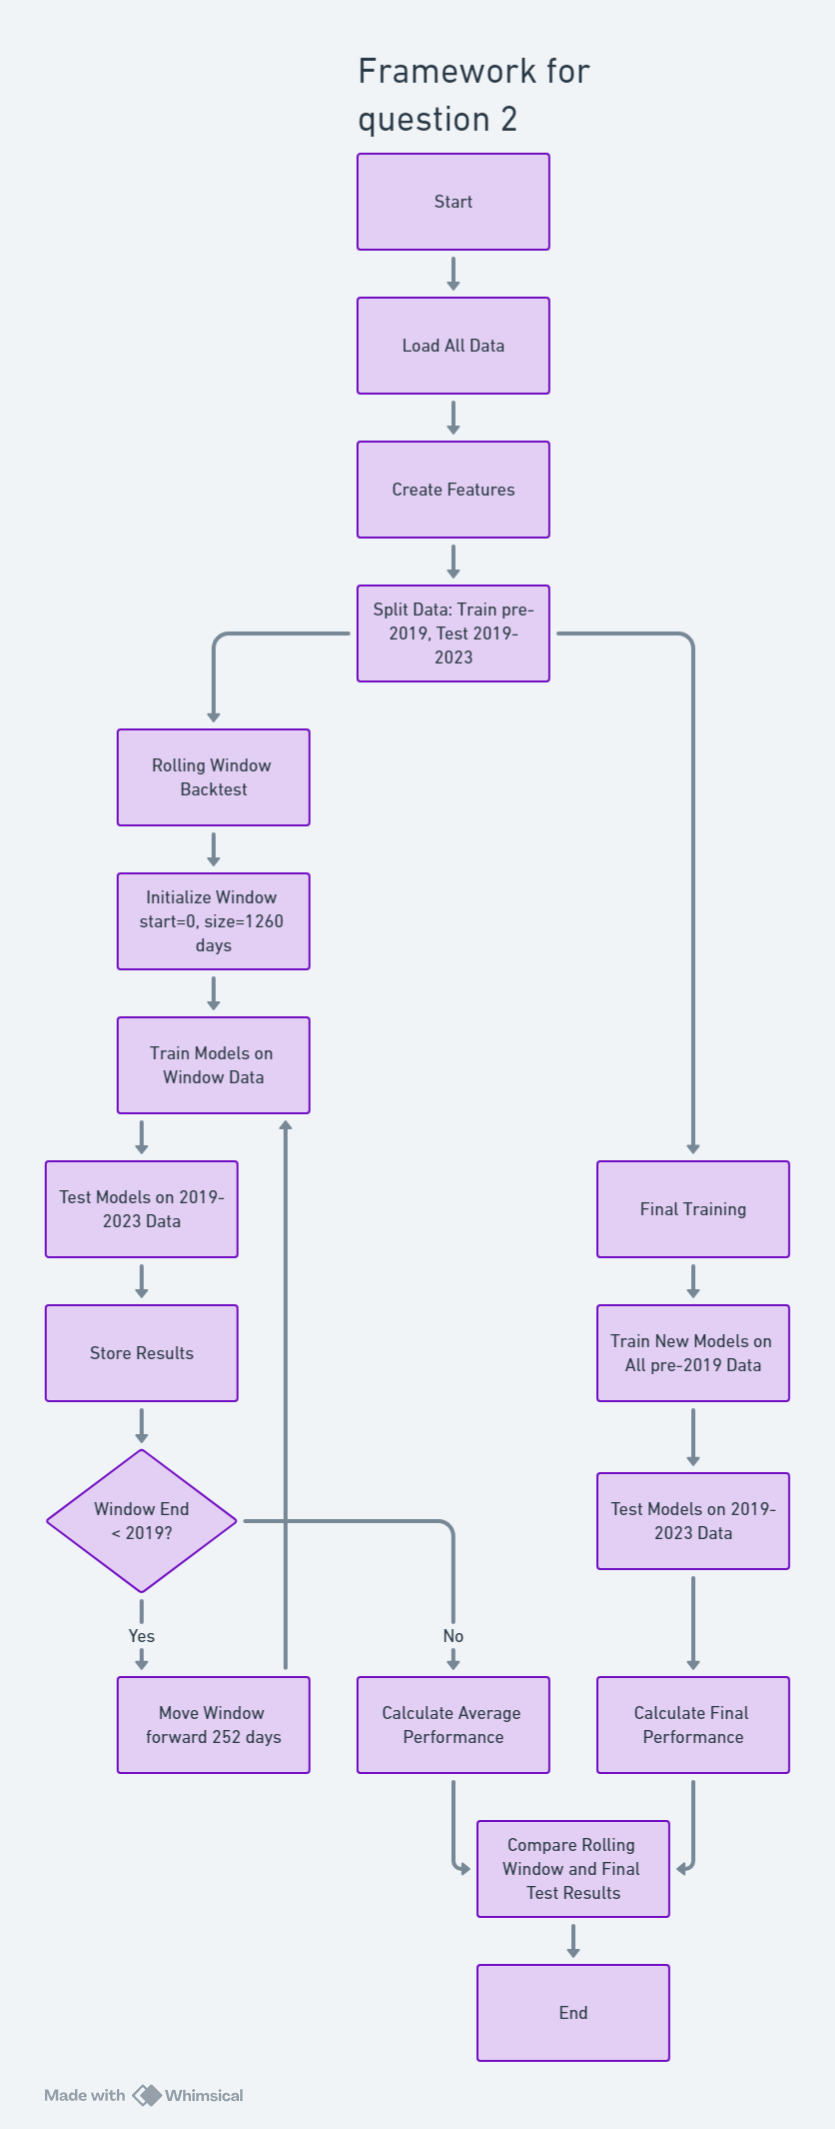 Framework for
question 2
Start
Load All Data
Create Features
Split Data: Train pre-
2019, Test 2019-
2023
Rolling Window
Backtest
Initialize Window
start=0, size=1260
days
Train Models on
Window Data
Test Models on 2019-
2023 Data
Store Results
Window End
< 2019?
Yes
Move Window
forward 252 days
No
Calculate Average
Performance
Final Training
Train New Models on
All pre-2019 Data
Test Models on 2019-
2023 Data
Calculate Final
Performance
Compare Rolling
Window and Final
Test Results
End
Made with Whimsical